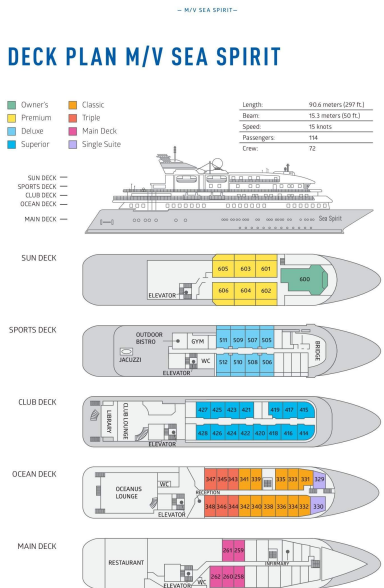 — M/V SEA SPIRIT—
DECK PLAN M/V SEA SPIRIT
Owner's
Premium
Deluxe
Superior
Classic
Triple
Main Deck
Single Suite
Length: 90.6 meters (297 ft.)
Beam: 15.3 meters (50 ft.)
Speed: 15 knots
Passengers: 114
Crew: 72
SUN DECK
SPORTS DECK
CLUB DECK
OCEAN DECK
MAIN DECK
Sea Spirit
SUN DECK
605 603 601
600
606 604 602
ELEVATOR
SPORTS DECK
OUTDOOR
BISTRO
GYM
511 509 507 505
BRIDGE
JACUZZI
WC
512 510 508 506
ELEVATOR
CLUB DECK
LIBRARY
CLUB LOUNGE
427 425 423 421 419 417 415
428 426 424 422 420 418 416 414
ELEVATOR
OCEAN DECK
OCEANUS
LOUNGE
WC
347 345 343 341 339 335 333 331 329
RECEPTION
348 346 344 342 340 338 336 334 332 330
ELEVATOR
MAIN DECK
RESTAURANT
261 259
INFIRMARY
WC
262 260 258
ELEVATOR